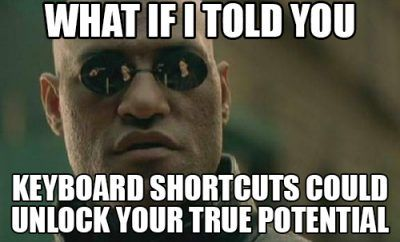 WHAT IF I TOLD YOU
KEYBOARD SHORTCUTS COULD
UNLOCK YOUR TRUE POTENTIAL